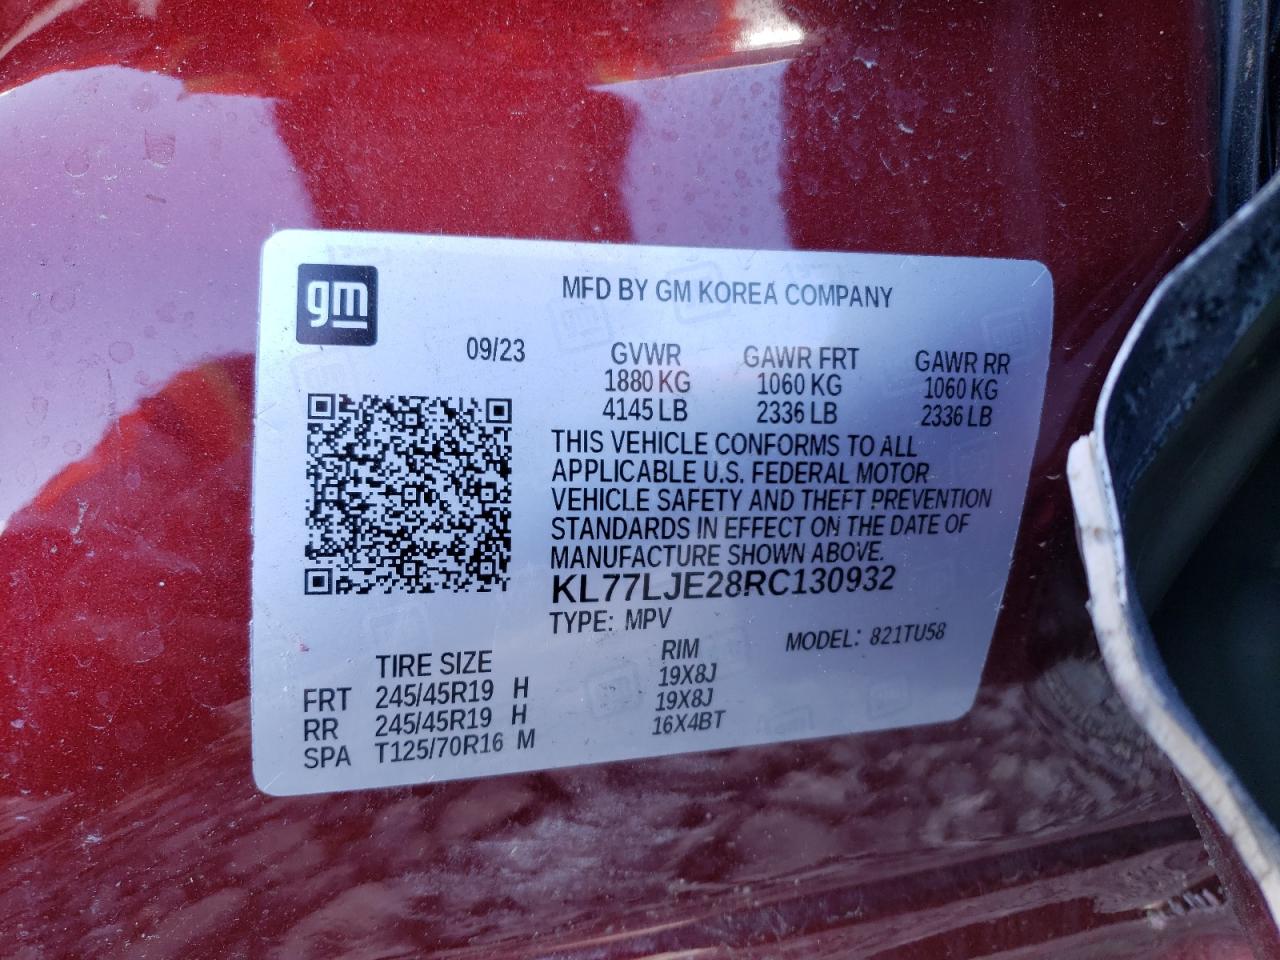 gm
MFD BY GM KOREA COMPANY
09/23
GVWR GAWR FRT GAWR RR
1880 KG 1060 KG 1060 KG
4145 LB 2336 LB 2336 LB
THIS VEHICLE CONFORMS TO ALL
APPLICABLE U.S. FEDERAL MOTOR
VEHICLE SAFETY AND THEFT PREVENTION
STANDARDS IN EFFECT ON THE DATE OF
MANUFACTURE SHOWN ABOVE.
KL77LJE28RC130932
TYPE: MPV MODEL: 821TU58
TIRE SIZE RIM
FRT 245/45R19 H 19X8J
RR 245/45R19 H 19X8J
SPA T125/70R16 M 16X4BT